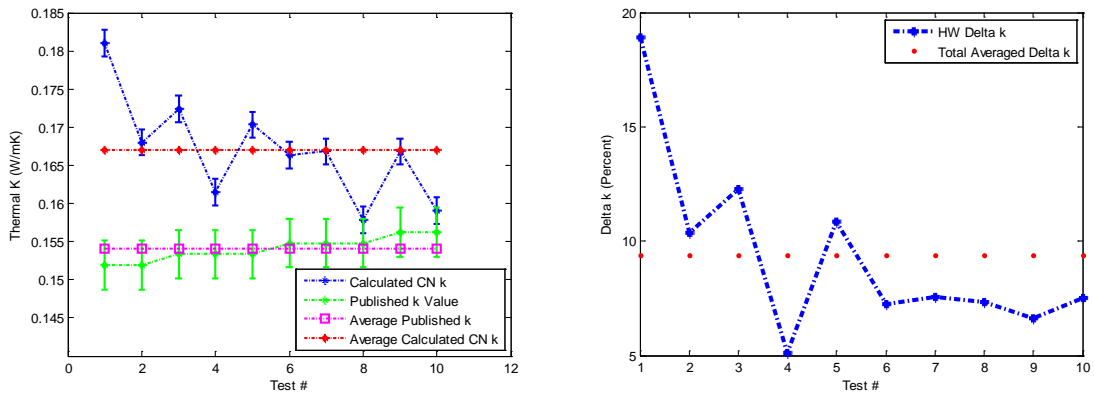 0.185
0.18
0.175
0.17
0.165
0.16
0.155
0.15
0.145
Thermal K (W/mK)
Calculated CN k
Published k Value
Average Published k
Average Calculated CN k
0 2 4 6 8 10 12
Test #
20
15
10
5
Delta k (Percent)
HW Delta k
Total Averaged Delta k
1 2 3 4 5 6 7 8 9 10
Test #